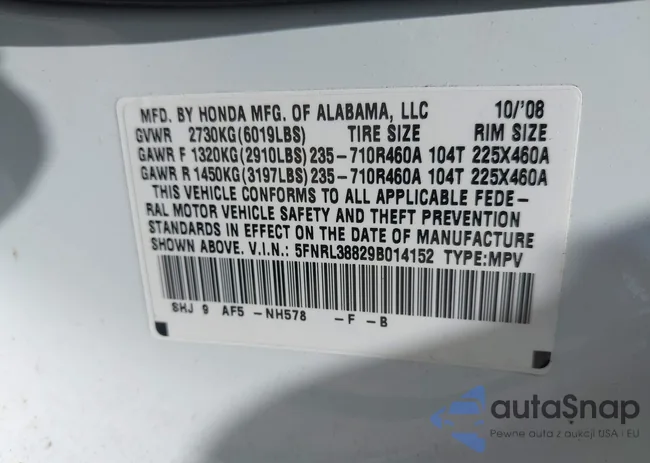 MFD. BY HONDA MFG. OF ALABAMA, LLC 10/'08
GVWR 2730KG(6019LBS) TIRE SIZE RIM SIZE
GAWR F 1320KG(2910LBS)235-710R460A 104T 225X460A
GAWR R 1450KG(3197LBS)235-710R460A 104T 225X460A
THIS VEHICLE CONFORMS TO ALL APPLICABLE FEDE-
RAL MOTOR VEHICLE SAFETY AND THEFT PREVENTION
STANDARDS IN EFFECT ON THE DATE OF MANUFACTURE
SHOWN ABOVE. V.I.N.: 5FNRL38829B014152 TYPE:MPV
SHJ 9 AF5 -NH578 -F -B
autaSnap
Pewne auta z aukcji USA i EU